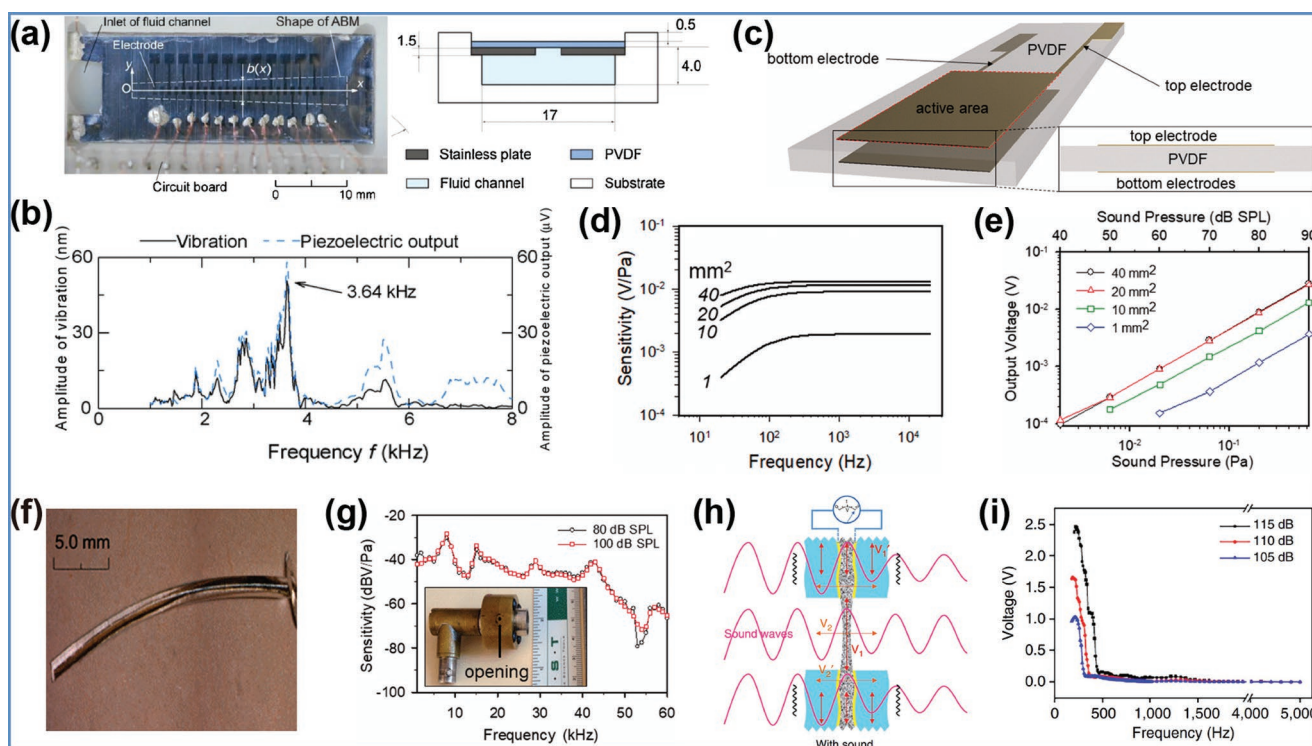 (a)
Inlet of fluid channel
Shape of ABM
Electrode
y
b(x)
O
x
Circuit board
0
10 mm
1.5
0.5
4.0
17
Stainless plate
PVDF
Fluid channel
Substrate
(b)
Vibration
Piezoelectric output
Amplitude of vibration (nm)
60
30
0
3.64 kHz
60
30
0
Amplitude of piezoelectric output (μV)
0 2 4 6 8
Frequency f (kHz)
(c)
PVDF
bottom electrode
top electrode
active area
top electrode
PVDF
bottom electrodes
(d)
Sensitivity (V/Pa)
10-1
10-2
10-3
10-4
mm2
40
20
10
1
101 102 103 104
Frequency (Hz)
(e)
Sound Pressure (dB SPL)
40 50 60 70 80 90
Output Voltage (V)
10-1
10-2
10-3
10-4
40 mm2
20 mm2
10 mm2
1 mm2
10-2 10-1
Sound Pressure (Pa)
(f)
5.0 mm
(g)
Sensitivity (dBV/Pa)
-20
-40
-60
-80
-100
80 dB SPL
100 dB SPL
opening
S T
10 20 30 40 50 60
Frequency (kHz)
(h)
V1′
Sound waves
V2
V1
V2′
With sound
(i)
Voltage (V)
2.5
2.0
1.5
1.0
0.5
0.0
115 dB
110 dB
105 dB
0 500 1,000 1,500 4,000 5,000
Frequency (Hz)